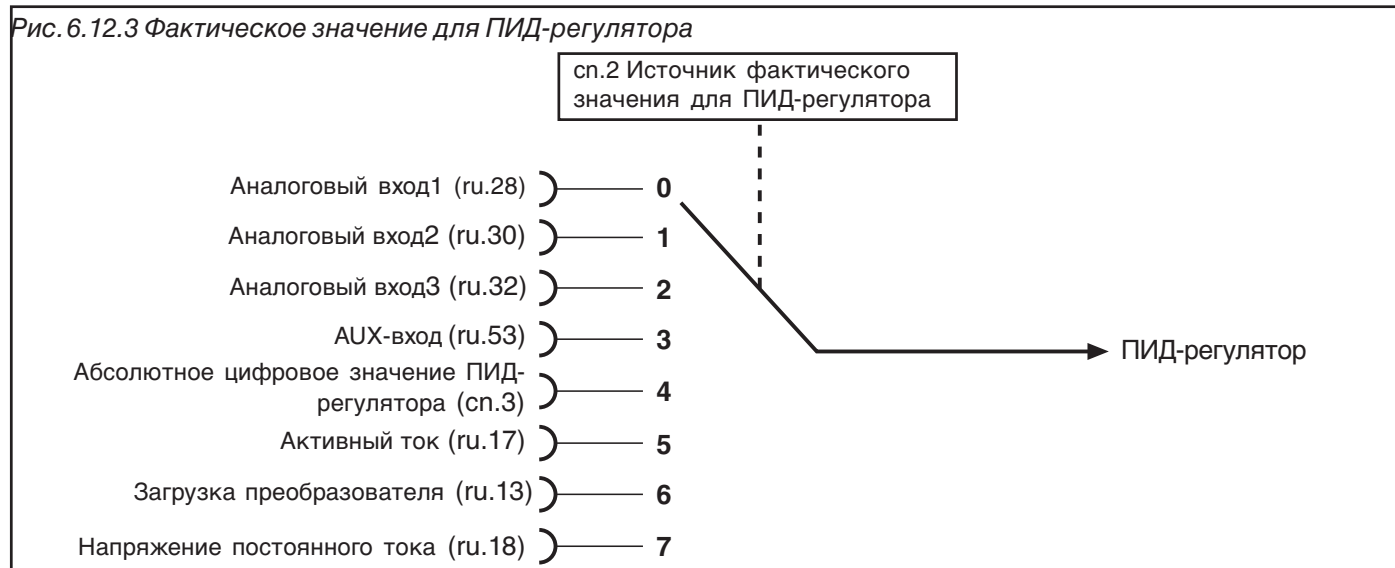 Рис. 6.12.3 Фактическое значение для ПИД-регулятора
cn.2 Источник фактического
значения для ПИД-регулятора
Аналоговый вход1 (ru.28) 0
Аналоговый вход2 (ru.30) 1
Аналоговый вход3 (ru.32) 2
AUX-вход (ru.53) 3
ПИД-регулятор
Абсолютное цифровое значение ПИД-
регулятора (cn.3) 4
Активный ток (ru.17) 5
Загрузка преобразователя (ru.13) 6
Напряжение постоянного тока (ru.18) 7